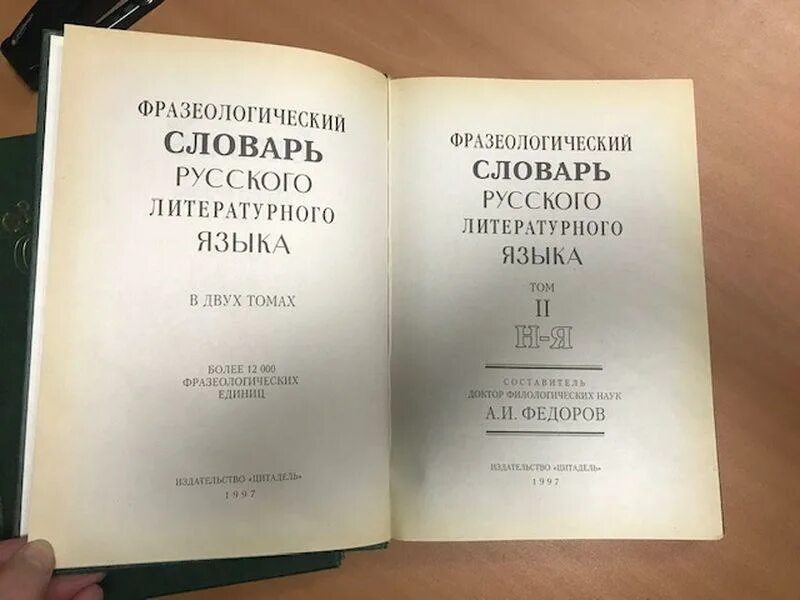 ФРАЗЕОЛОГИЧЕСКИЙ
СЛОВАРЬ
РУССКОГО
ЛИТЕРАТУРНОГО
ЯЗЫКА
В ДВУХ ТОМАХ
БОЛЕЕ 12 000
ФРАЗЕОЛОГИЧЕСКИХ
ЕДИНИЦ
ИЗДАТЕЛЬСТВО «ЦИТАДЕЛЬ»
1997
ФРАЗЕОЛОГИЧЕСКИЙ
СЛОВАРЬ
РУССКОГО
ЛИТЕРАТУРНОГО
ЯЗЫКА
ТОМ
II
Н-Я
СОСТАВИТЕЛЬ
ДОКТОР ФИЛОЛОГИЧЕСКИХ НАУК
А.И. ФЕДОРОВ
ИЗДАТЕЛЬСТВО «ЦИТАДЕЛЬ»
1997